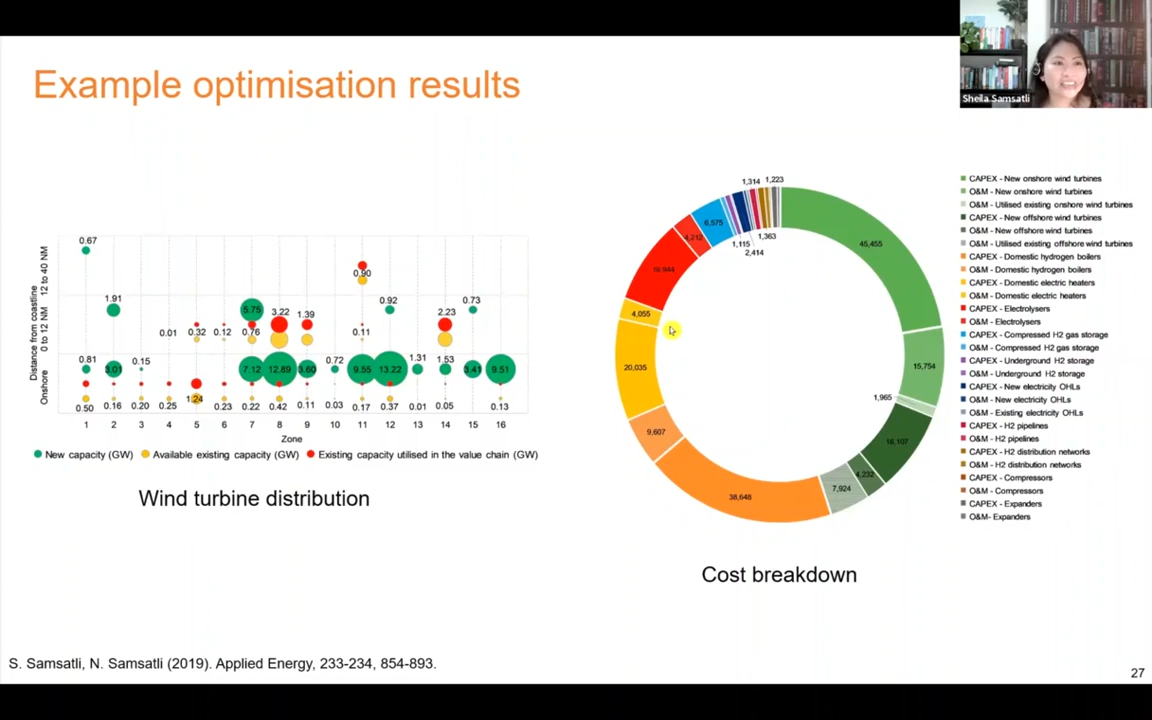 Example optimisation results
Sheila Samsatli
Distance from coastline
Onshore 0 to 12 NM 12 to 40 NM
0.67
0.90
1.91 5.75 3.22 1.39 0.92 2.23 0.73
0.01 0.32 0.12 0.76 0.11
0.81 3.01 0.15 7.12 12.89 3.60 0.72 9.55 13.22 1.31 1.53 3.41 9.51
0.50 0.16 0.20 0.25 1.24 0.23 0.22 0.42 0.11 0.03 0.17 0.37 0.01 0.05 0.13
1 2 3 4 5 6 7 8 9 10 11 12 13 14 15 16
Zone
New capacity (GW) Available existing capacity (GW) Existing capacity utilised in the value chain (GW)
Wind turbine distribution
1,314 1,223
6,575
1,115 1,363
2,414
4,212
45,455
4,055
20,035
15,754
1,965
9,607
4,232
7,924
38,648
Cost breakdown
CAPEX - New onshore wind turbines
O&M - New onshore wind turbines
O&M - Utilised existing onshore wind turbines
CAPEX - New offshore wind turbines
O&M - New offshore wind turbines
O&M - Utilised existing offshore wind turbines
CAPEX - Domestic hydrogen boilers
O&M - Domestic hydrogen boilers
CAPEX - Domestic electric heaters
O&M - Domestic electric heaters
CAPEX - Electrolysers
O&M - Electrolysers
CAPEX - Compressed H2 gas storage
O&M - Compressed H2 gas storage
CAPEX - Underground H2 storage
O&M - Underground H2 storage
CAPEX - New electricity OHLs
O&M - New electricity OHLs
O&M - Existing electricity OHLs
CAPEX - H2 pipelines
O&M - H2 pipelines
CAPEX - H2 distribution networks
O&M - H2 distribution networks
CAPEX - Compressors
O&M - Compressors
CAPEX - Expanders
O&M- Expanders
S. Samsatli, N. Samsatli (2019). Applied Energy, 233-234, 854-893.
27